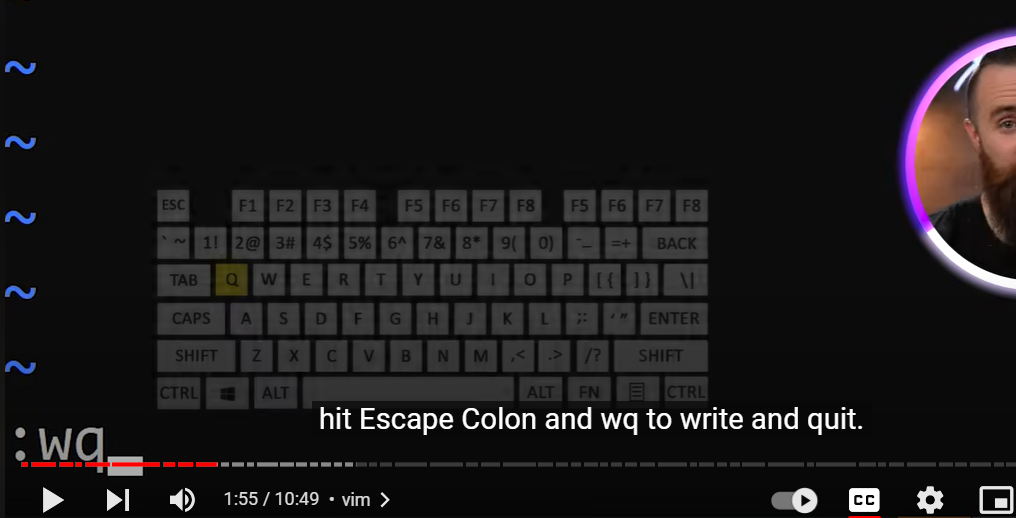 ~
~
~
~
~
ESC F1 F2 F3 F4 F5 F6 F7 F8 F5 F6 F7 F8
` ~ 1! 2@ 3# 4$ 5% 6^ 7& 8* 9( 0) -_ =+ BACK
TAB Q W E R T Y U I O P [{ ]} \|
CAPS A S D F G H J K L ;: ‘ ” ENTER
SHIFT Z X C V B N M ,< .> /? SHIFT
CTRL ALT ALT FN CTRL
hit Escape Colon and wq to write and quit.
:wq
1:55 / 10:49 • vim >
CC